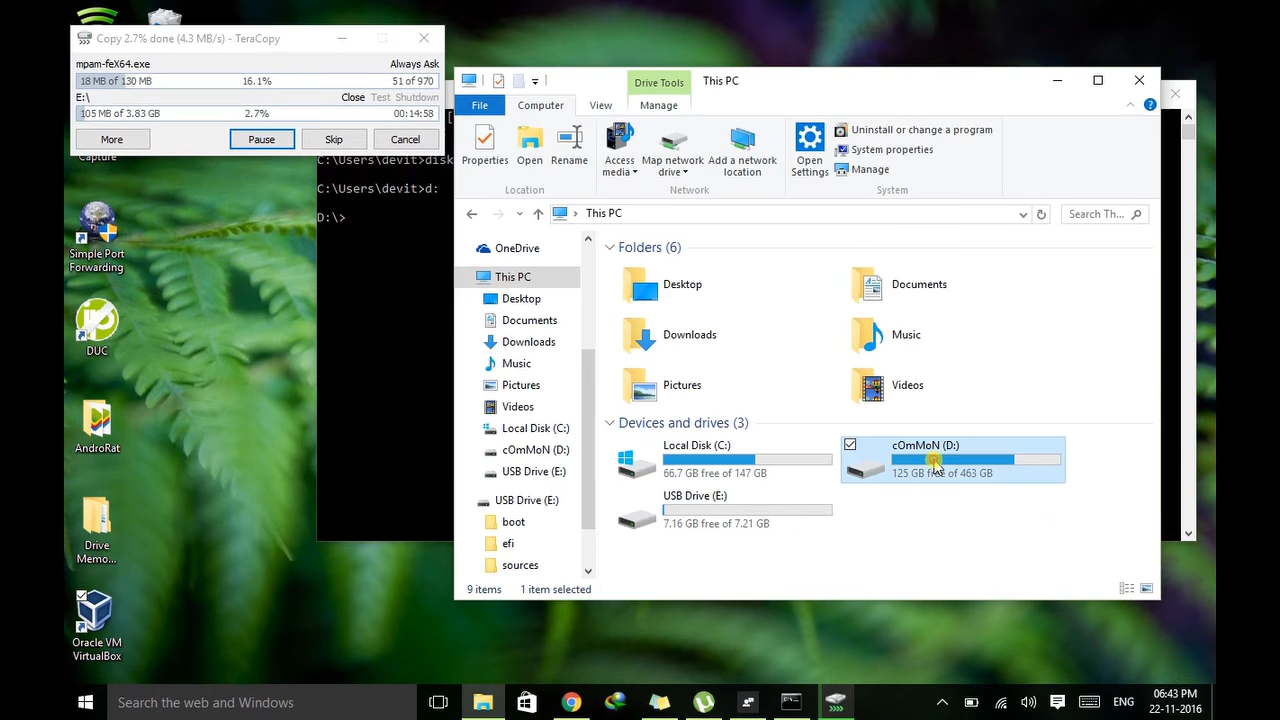 Copy 2.7% done (4.3 MB/s) - TeraCopy
mpam-feX64.exe Always Ask
18 MB of 130 MB 16.1% 51 of 970
E:\ Close Test Shutdown
105 MB of 3.83 GB 2.7% 00:14:58
More Pause Skip Cancel
Capture
Simple Port
Forwarding
DUC
AndroRat
Drive
Memo...
Oracle VM
VirtualBox
C:\Users\devit>disk
C:\Users\devit>d:
D:\>
Drive Tools This PC
File Computer View Manage
Properties Open Rename
Access
media
Map network
drive
Add a network
location
Open
Settings
Uninstall or change a program
System properties
Manage
Location Network System
This PC
Search Th...
OneDrive
This PC
Desktop
Documents
Downloads
Music
Pictures
Videos
Local Disk (C:)
cOmMoN (D:)
USB Drive (E:)
USB Drive (E:)
boot
efi
sources
Folders (6)
Desktop Documents
Downloads Music
Pictures Videos
Devices and drives (3)
Local Disk (C:)
66.7 GB free of 147 GB
cOmMoN (D:)
125 GB free of 463 GB
USB Drive (E:)
7.16 GB free of 7.21 GB
9 items 1 item selected
Search the web and Windows
ENG
06:43 PM
22-11-2016